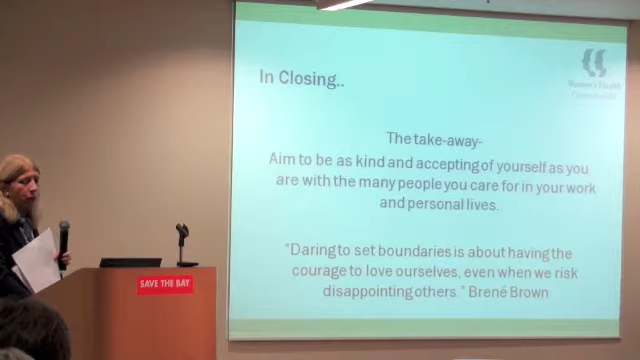 In Closing..
Women's Health
The take-away-
Aim to be as kind and accepting of yourself as you
are with the many people you care for in your work
and personal lives.
"Daring to set boundaries is about having the
courage to love ourselves, even when we risk
disappointing others." Brené Brown
SAVE THE BAY